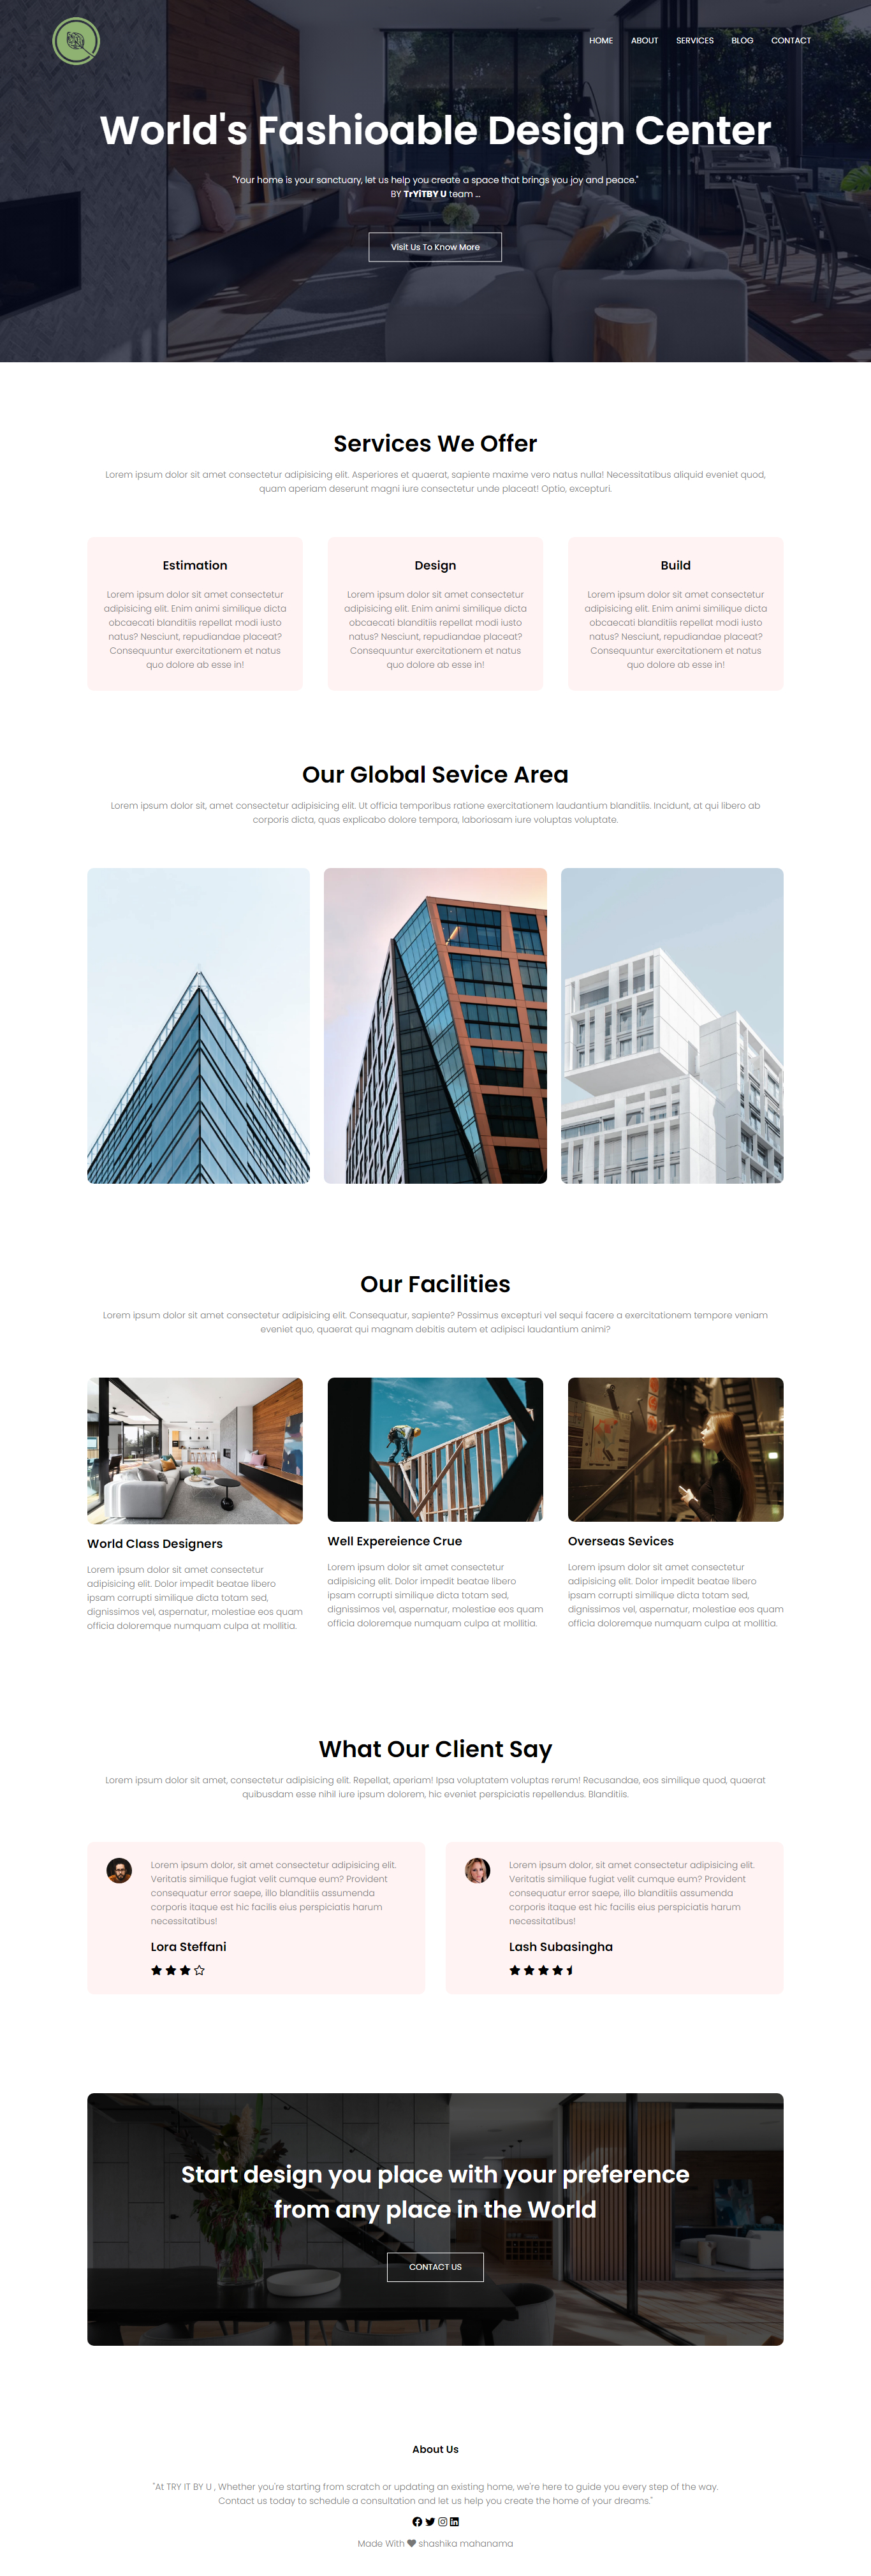 HOME ABOUT SERVICES BLOG CONTACT
World's Fashioable Design Center
"Your home is your sanctuary, let us help you create a space that brings you joy and peace."
BY TrYiTBY U team ...
Visit Us To Know More
Services We Offer
Lorem ipsum dolor sit amet consectetur adipisicing elit. Asperiores et quaerat, sapiente maxime vero natus nulla! Necessitatibus aliquid eveniet quod,
quam aperiam deserunt magni iure consectetur unde placeat! Optio, excepturi.
Estimation
Lorem ipsum dolor sit amet consectetur
adipisicing elit. Enim animi similique dicta
obcaecati blanditiis repellat modi iusto
natus? Nesciunt, repudiandae placeat?
Consequuntur exercitationem et natus
quo dolore ab esse in!
Design
Lorem ipsum dolor sit amet consectetur
adipisicing elit. Enim animi similique dicta
obcaecati blanditiis repellat modi iusto
natus? Nesciunt, repudiandae placeat?
Consequuntur exercitationem et natus
quo dolore ab esse in!
Build
Lorem ipsum dolor sit amet consectetur
adipisicing elit. Enim animi similique dicta
obcaecati blanditiis repellat modi iusto
natus? Nesciunt, repudiandae placeat?
Consequuntur exercitationem et natus
quo dolore ab esse in!
Our Global Sevice Area
Lorem ipsum dolor sit, amet consectetur adipisicing elit. Ut officia temporibus ratione exercitationem laudantium blanditiis. Incidunt, at qui libero ab
corporis dicta, quas explicabo dolore tempora, laboriosam iure voluptas voluptate.
Our Facilities
Lorem ipsum dolor sit amet consectetur adipisicing elit. Consequatur, sapiente? Possimus excepturi vel sequi facere a exercitationem tempore veniam
eveniet quo, quaerat qui magnam debitis autem et adipisci laudantium animi?
World Class Designers
Lorem ipsum dolor sit amet consectetur
adipisicing elit. Dolor impedit beatae libero
ipsam corrupti similique dicta totam sed,
dignissimos vel, aspernatur, molestiae eos quam
officia doloremque numquam culpa at mollitia.
Well Expereience Crue
Lorem ipsum dolor sit amet consectetur
adipisicing elit. Dolor impedit beatae libero
ipsam corrupti similique dicta totam sed,
dignissimos vel, aspernatur, molestiae eos quam
officia doloremque numquam culpa at mollitia.
Overseas Sevices
Lorem ipsum dolor sit amet consectetur
adipisicing elit. Dolor impedit beatae libero
ipsam corrupti similique dicta totam sed,
dignissimos vel, aspernatur, molestiae eos quam
officia doloremque numquam culpa at mollitia.
What Our Client Say
Lorem ipsum dolor sit amet, consectetur adipisicing elit. Repellat, aperiam! Ipsa voluptatem voluptas rerum! Recusandae, eos similique quod, quaerat
quibusdam esse nihil iure ipsum dolorem, hic eveniet perspiciatis repellendus. Blanditiis.
Lorem ipsum dolor, sit amet consectetur adipisicing elit.
Veritatis similique fugiat velit cumque eum? Provident
consequatur error saepe, illo blanditiis assumenda
corporis itaque est hic facilis eius perspiciatis harum
necessitatibus!
Lora Steffani
Lorem ipsum dolor, sit amet consectetur adipisicing elit.
Veritatis similique fugiat velit cumque eum? Provident
consequatur error saepe, illo blanditiis assumenda
corporis itaque est hic facilis eius perspiciatis harum
necessitatibus!
Lash Subasingha
Start design you place with your preference
from any place in the World
CONTACT US
About Us
"At TRY IT BY U , Whether you're starting from scratch or updating an existing home, we're here to guide you every step of the way.
Contact us today to schedule a consultation and let us help you create the home of your dreams."
Made With ♥ shashika mahanama